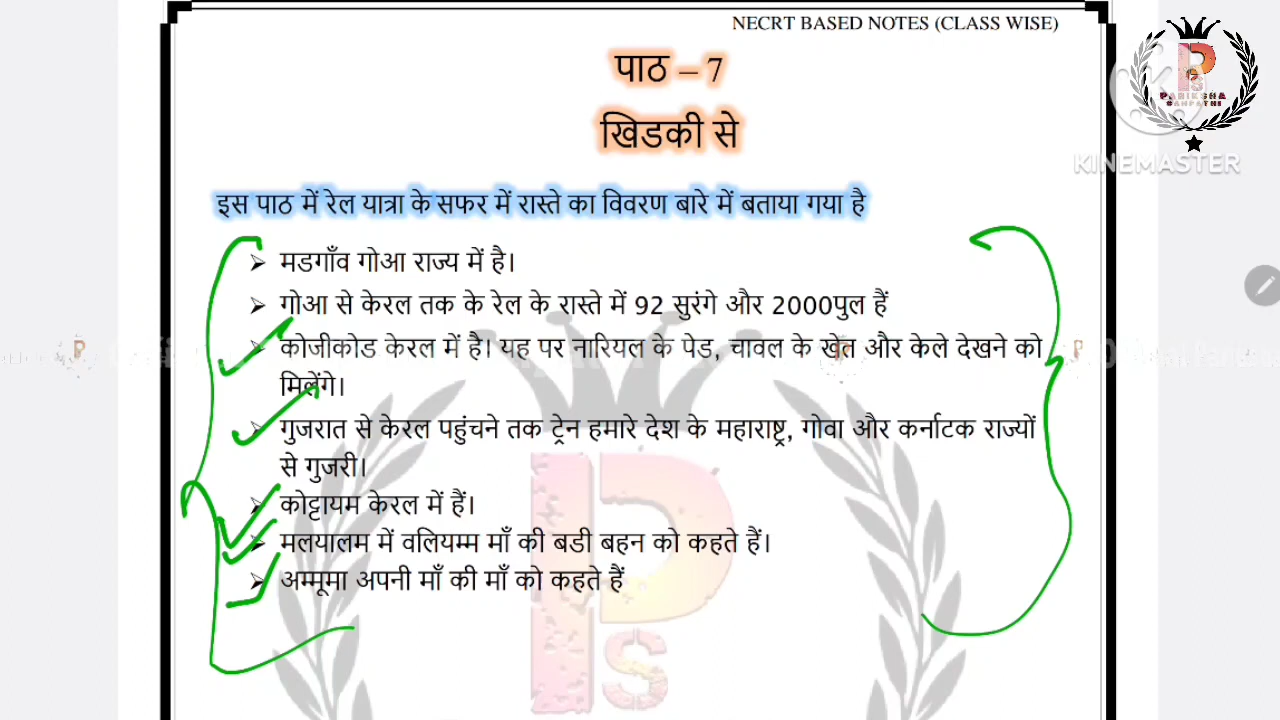 NECRT BASED NOTES (CLASS WISE)
पाठ – 7
खिडकी से
इस पाठ में रेल यात्रा के सफर में रास्ते का विवरण बारे में बताया गया है
➢ मडगाँव गोआ राज्य में है।
➢ गोआ से केरल तक के रेल के रास्ते में 92 सुरंगे और 2000पुल हैं
➢ कोजीकोड केरल में है। यह पर नारियल के पेड, चावल के खेत और केले देखने को
मिलेंगे।
➢ गुजरात से केरल पहुंचने तक ट्रेन हमारे देश के महाराष्ट्र, गोवा और कर्नाटक राज्यों
से गुजरी।
➢ कोट्टायम केरल में हैं।
➢ मलयालम में वलियम्म माँ की बडी बहन को कहते हैं।
➢ अम्मूमा अपनी माँ की माँ को कहते हैं
PS
PARIKSHA
KINEMASTER